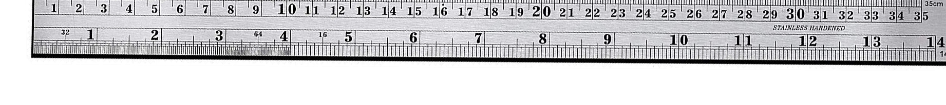 35cm
1 2 3 4 5 6 7 8 9 10 11 12 13 14 15 16 17 18 19 20 21 22 23 24 25 26 27 28 29 30 31 32 33 34 35
STAINLESS HARDENED
32 1 2 3 64 4 16 5 6 7 8 9 10 11 12 13 14